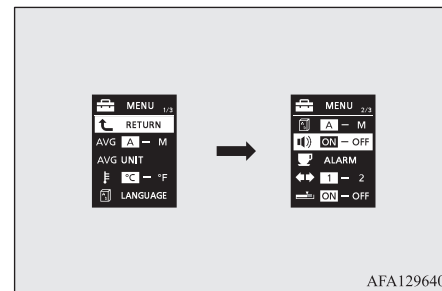 MENU 1/3
RETURN
AVG A – M
AVG UNIT
°C – °F
LANGUAGE
MENU 2/3
A – M
ON – OFF
ALARM
1 – 2
ON – OFF
AFA129640